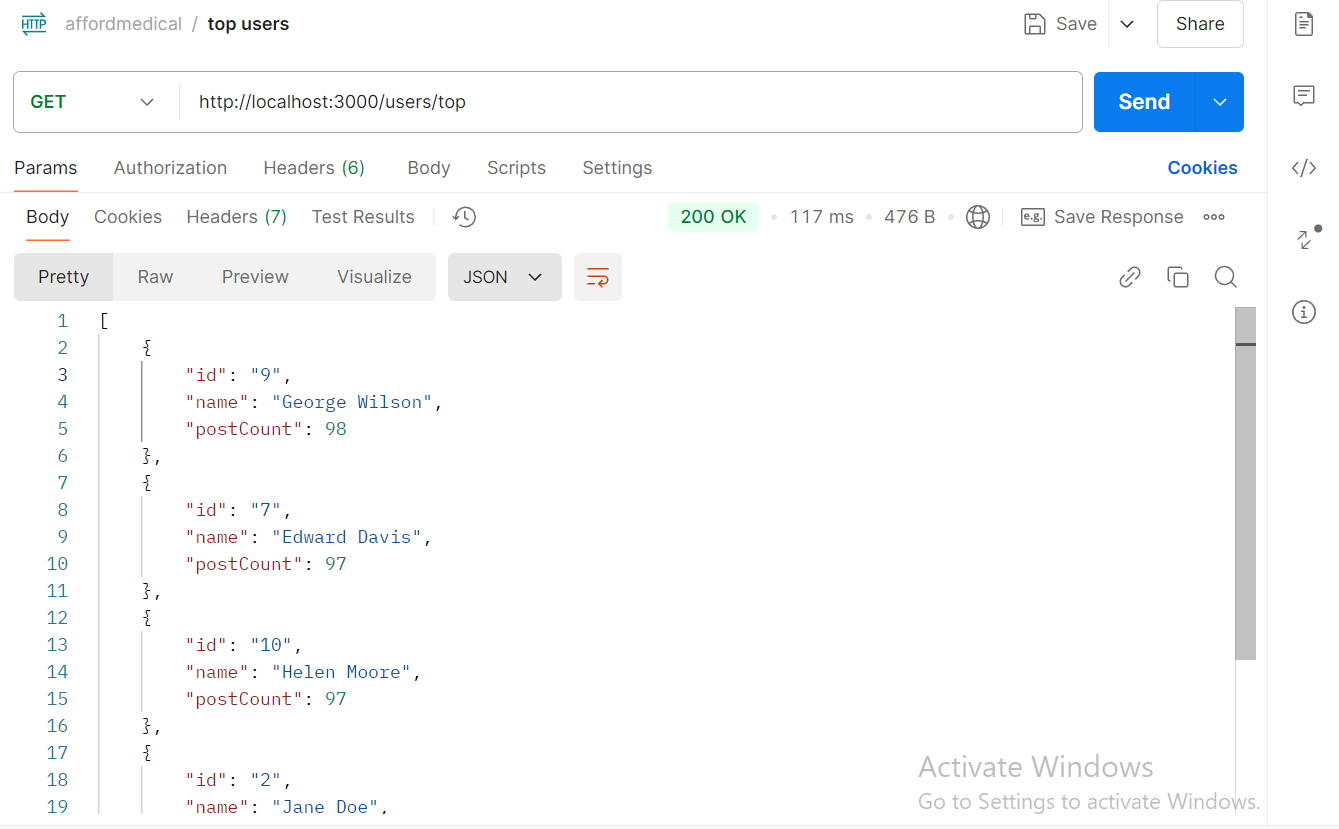 HTTP affordmedical / top users Save Share
GET http://localhost:3000/users/top Send
Params Authorization Headers (6) Body Scripts Settings Cookies
Body Cookies Headers (7) Test Results 200 OK • 117 ms • 476 B • e.g. Save Response
Pretty Raw Preview Visualize JSON
1 [
2 {
3 "id": "9",
4 "name": "George Wilson",
5 "postCount": 98
6 },
7 {
8 "id": "7",
9 "name": "Edward Davis",
10 "postCount": 97
11 },
12 {
13 "id": "10",
14 "name": "Helen Moore",
15 "postCount": 97
16 },
17 {
18 "id": "2",
19 "name": "Jane Doe",
Activate Windows
Go to Settings to activate Windows.